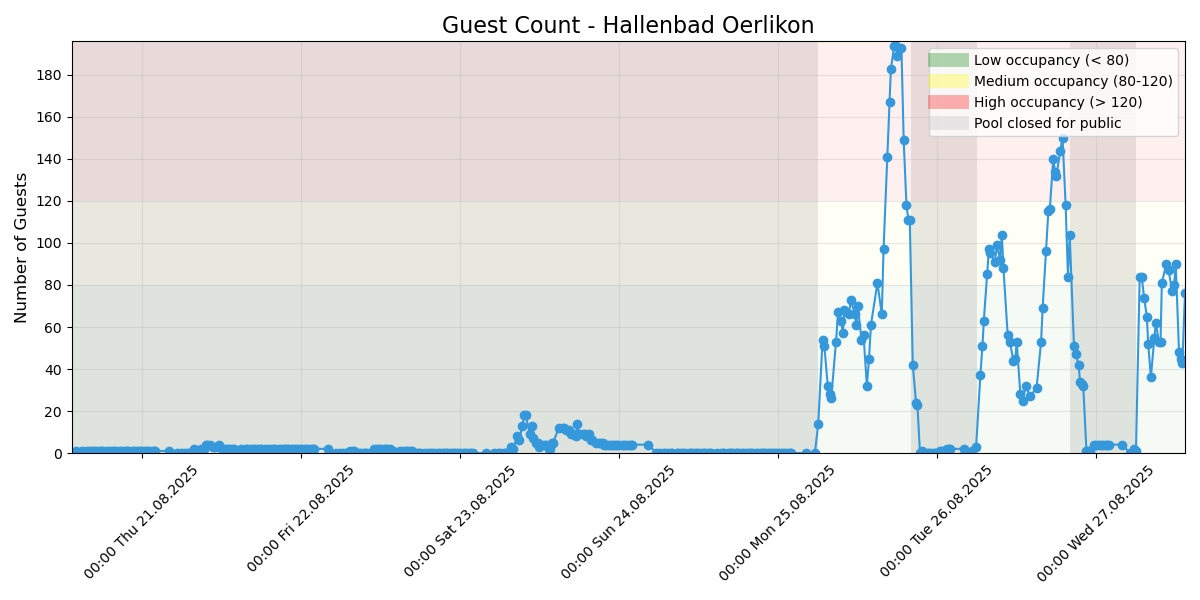 Guest Count - Hallenbad Oerlikon
Low occupancy (< 80)
Medium occupancy (80-120)
High occupancy (> 120)
Pool closed for public
Number of Guests
180
160
140
120
100
80
60
40
20
0
00:00 Thu 21.08.2025
00:00 Fri 22.08.2025
00:00 Sat 23.08.2025
00:00 Sun 24.08.2025
00:00 Mon 25.08.2025
00:00 Tue 26.08.2025
00:00 Wed 27.08.2025